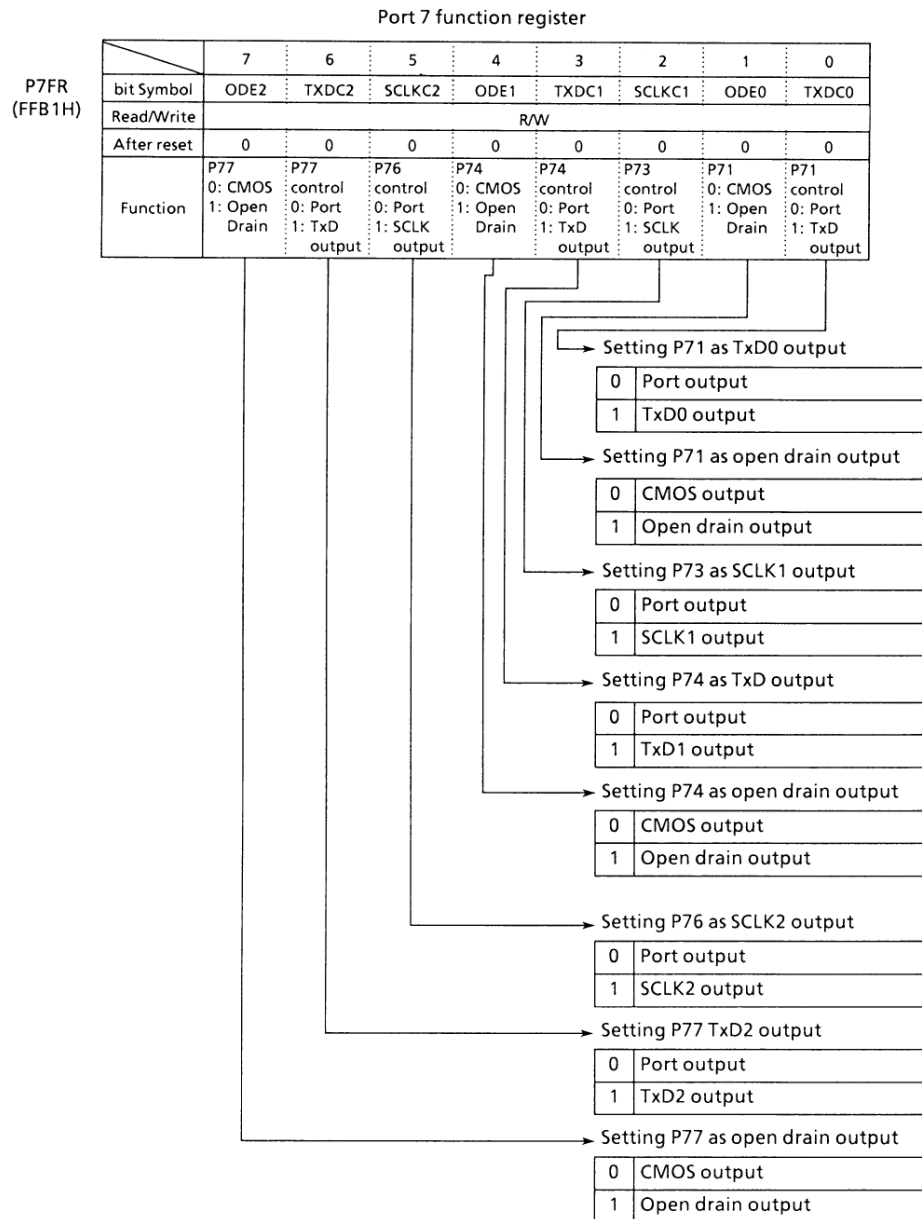 Port 7 function register
P7FR
(FFB1H)
7 6 5 4 3 2 1 0
bit Symbol ODE2 TXDC2 SCLKC2 ODE1 TXDC1 SCLKC1 ODE0 TXDC0
Read/Write R/W
After reset 0 0 0 0 0 0 0 0
Function
P77 P77 P76 P74 P74 P73 P71 P71
0: CMOS control control 0: CMOS control control 0: CMOS control
1: Open 0: Port 0: Port 1: Open 0: Port 0: Port 1: Open 0: Port
Drain 1: TxD 1: SCLK Drain 1: TxD 1: SCLK Drain 1: TxD
output output output output output
Setting P71 as TxD0 output
0 Port output
1 TxD0 output
Setting P71 as open drain output
0 CMOS output
1 Open drain output
Setting P73 as SCLK1 output
0 Port output
1 SCLK1 output
Setting P74 as TxD output
0 Port output
1 TxD1 output
Setting P74 as open drain output
0 CMOS output
1 Open drain output
Setting P76 as SCLK2 output
0 Port output
1 SCLK2 output
Setting P77 TxD2 output
0 Port output
1 TxD2 output
Setting P77 as open drain output
0 CMOS output
1 Open drain output